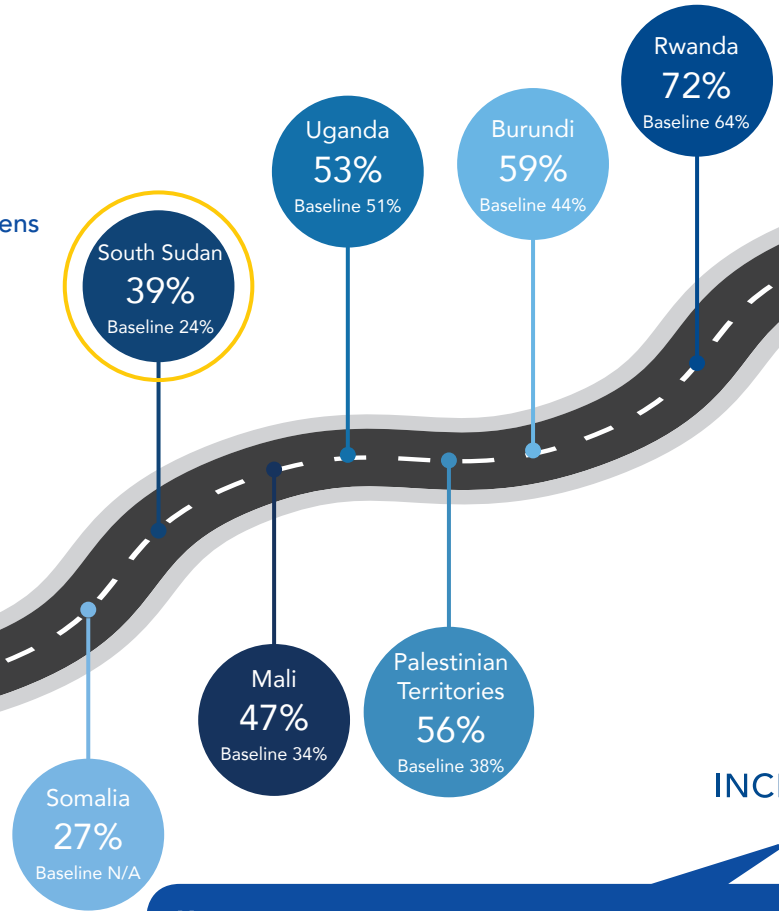 Rwanda
72%
Baseline 64%
Uganda
53%
Baseline 51%
Burundi
59%
Baseline 44%
ens
South Sudan
39%
Baseline 24%
Mali
47%
Baseline 34%
Palestinian
Territories
56%
Baseline 38%
Somalia
27%
Baseline N/A